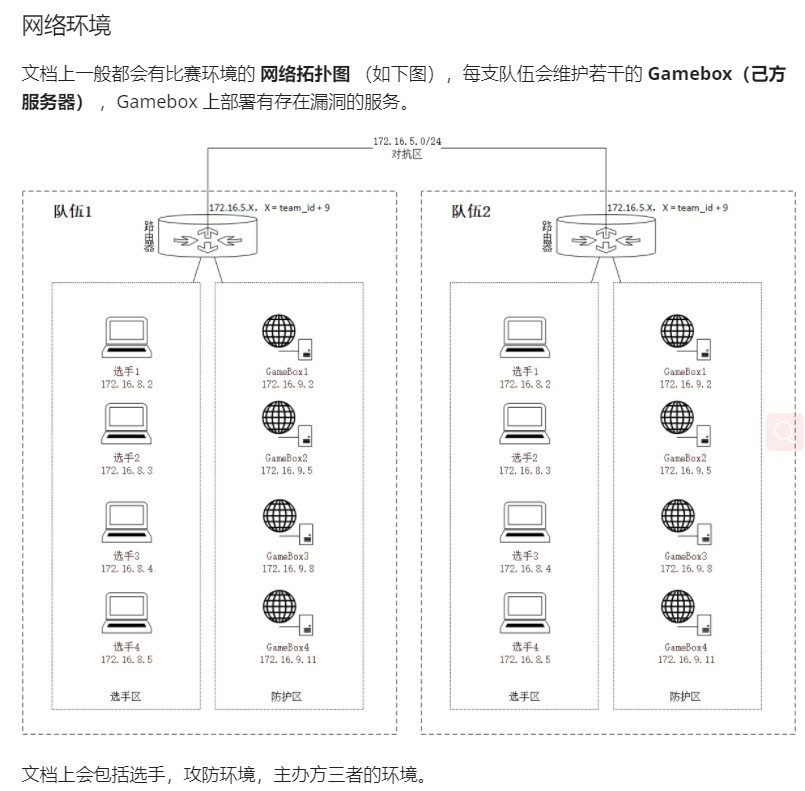 网络环境
文档上一般都会有比赛环境的 网络拓扑图 （如下图），每支队伍会维护若干的 Gamebox（己方
服务器） ，Gamebox 上部署有存在漏洞的服务。
172.16.5.0/24
对抗区
队伍1
172.16.5.X， X = team_id + 9
路由器
选手1
172.16.8.2
GameBox1
172.16.9.2
选手2
172.16.8.3
GameBox2
172.16.9.5
选手3
172.16.8.4
GameBox3
172.16.9.8
选手4
172.16.8.5
GameBox4
172.16.9.11
选手区
防护区
队伍2
172.16.5.X， X = team_id + 9
路由器
选手1
172.16.8.2
GameBox1
172.16.9.2
选手2
172.16.8.3
GameBox2
172.16.9.5
选手3
172.16.8.4
GameBox3
172.16.9.8
选手4
172.16.8.5
GameBox4
172.16.9.11
选手区
防护区
文档上会包括选手，攻防环境，主办方三者的环境。